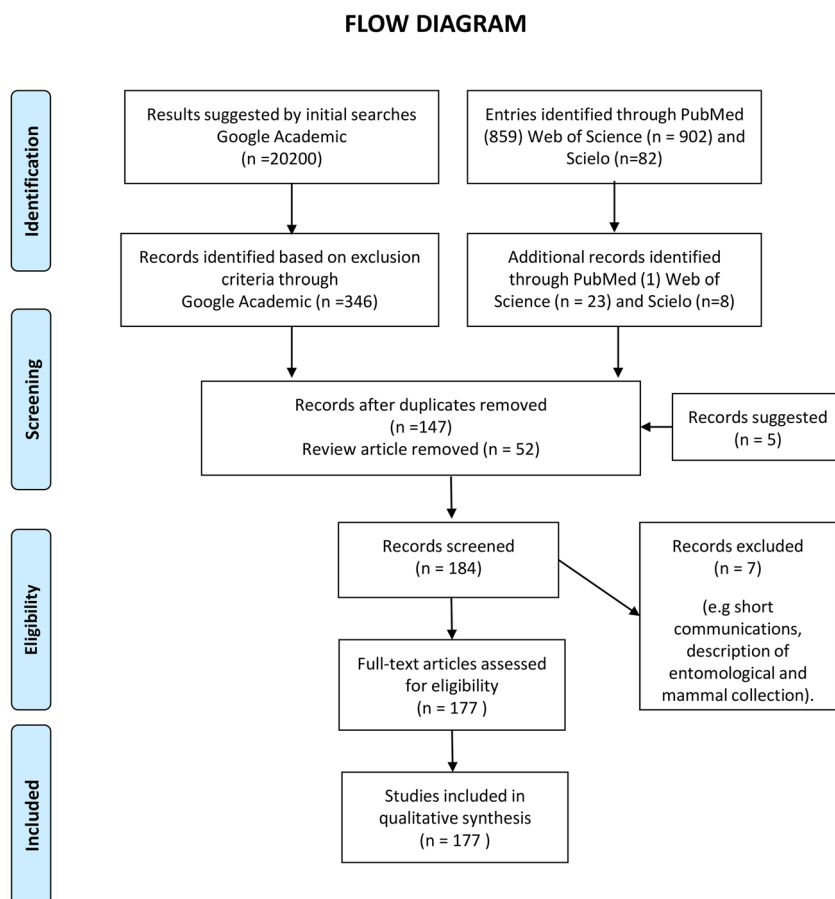 FLOW DIAGRAM
Identification
Results suggested by initial searches
Google Academic
(n =20200)
Entries identified through PubMed
(859) Web of Science (n = 902) and
Scielo (n=82)
Records identified based on exclusion
criteria through
Google Academic (n =346)
Additional records identified
through PubMed (1) Web of
Science (n = 23) and Scielo (n=8)
Screening
Records after duplicates removed
(n =147)
Review article removed (n = 52)
Records suggested
(n = 5)
Eligibility
Records screened
(n = 184)
Records excluded
(n = 7)
(e.g short
communications,
description of
entomological and
mammal collection).
Full-text articles assessed
for eligibility
(n = 177 )
Included
Studies included in
qualitative synthesis
(n = 177 )